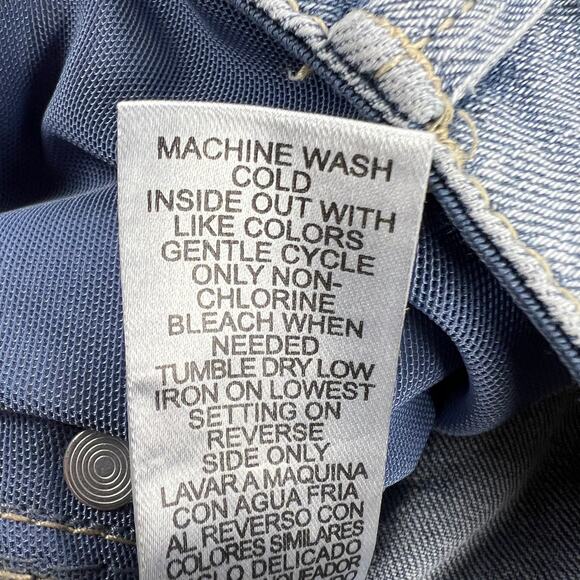 MACHINE WASH
COLD
INSIDE OUT WITH
LIKE COLORS
GENTLE CYCLE
ONLY NON-
CHLORINE
BLEACH WHEN
NEEDED
TUMBLE DRY LOW
IRON ON LOWEST
SETTING ON
REVERSE
SIDE ONLY
LAVAR A MAQUINA
CON AGUA FRIA
AL REVERSO CON
COLORES SIMILARES
DELICADO